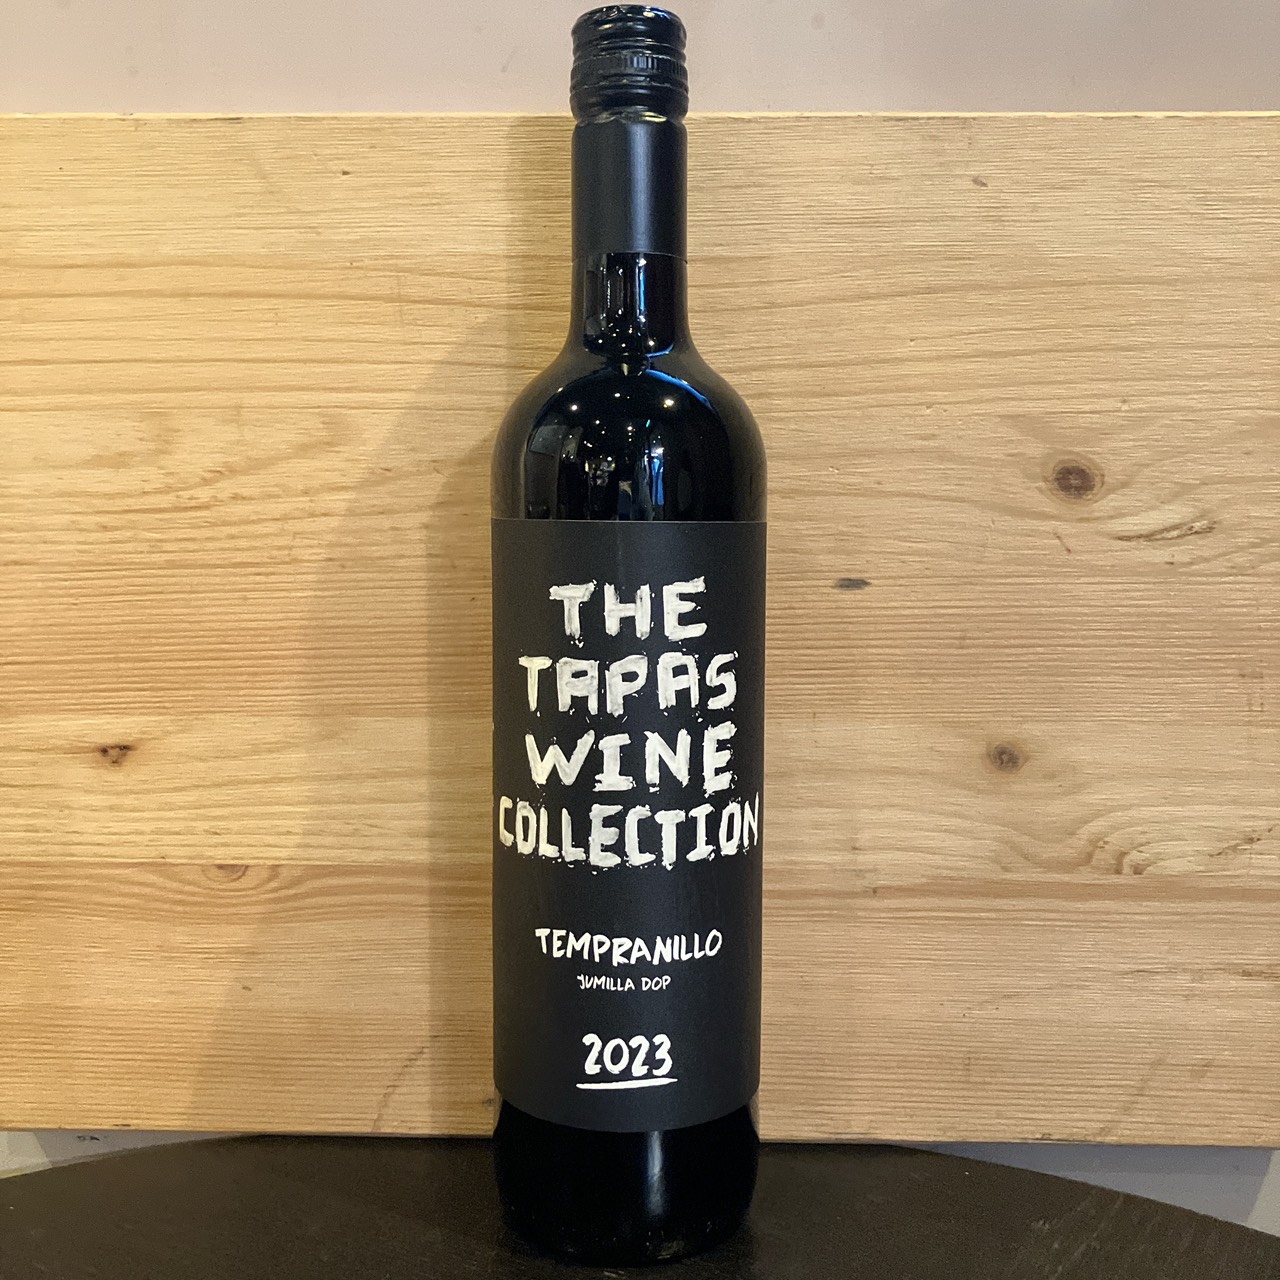 THE
TAPAS
WINE
COLLECTION
TEMPRANILLO
JUMILLA DOP
2023